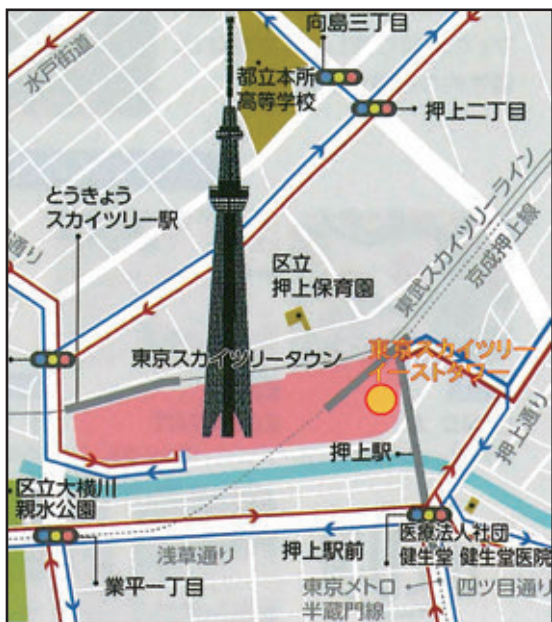 向島三丁目
水戸街道
都立本所
高等学校
押上二丁目
とうきょう
スカイツリー駅
東武スカイツリーライン
京成押上線
通り
区立
押上保育園
東京スカイツリータウン
東京スカイツリー
イーストタワー
押上駅
押上通り
区立大横川
親水公園
浅草通り
押上駅前
医療法人社団
健生堂 健生堂医院
業平一丁目
東京メトロ
半蔵門線
四ツ目通り